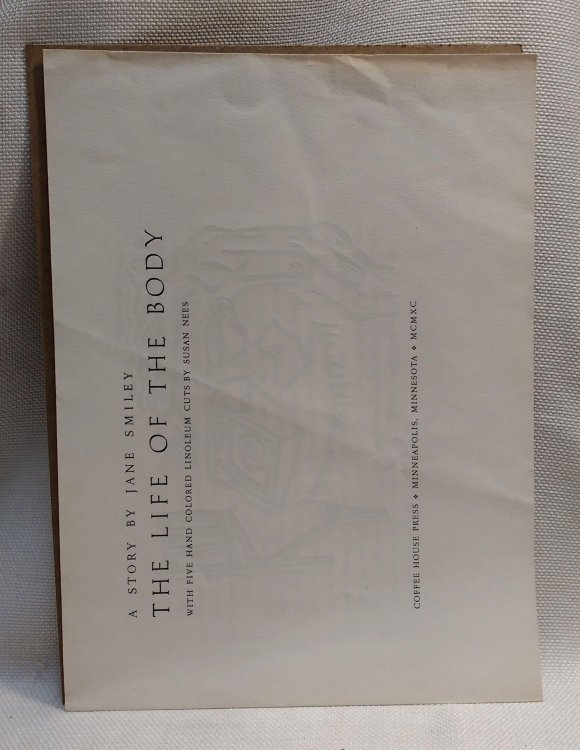 A STORY BY JANE SMILEY
THE LIFE OF THE BODY
WITH FIVE HAND COLORED LINOLEUM CUTS BY SUSAN NEES
COFFEE HOUSE PRESS ◆ MINNEAPOLIS, MINNESOTA ◆ MCMXC